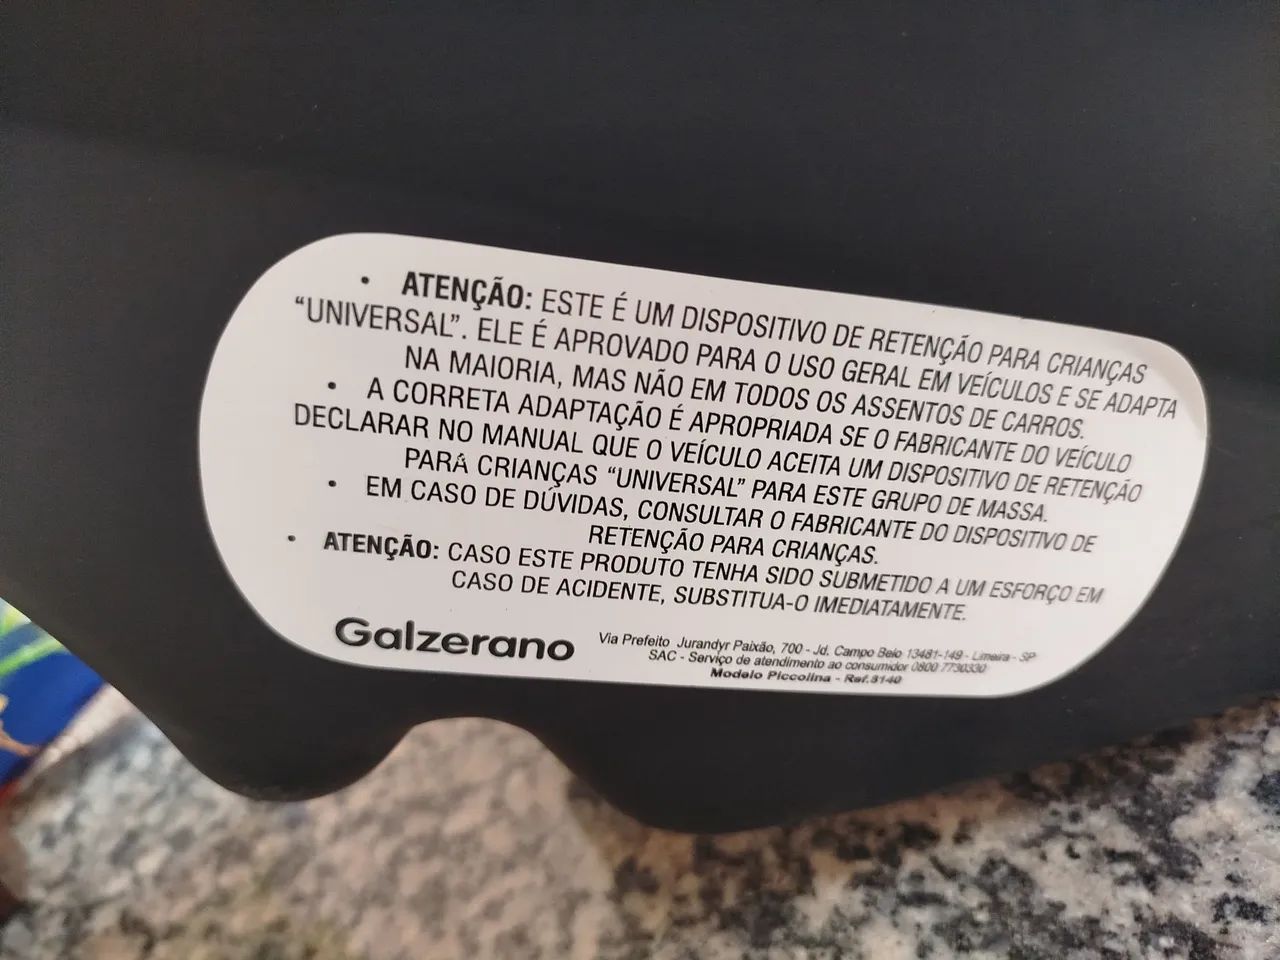 • ATENÇÃO: ESTE É UM DISPOSITIVO DE RETENÇÃO PARA CRIANÇAS
“UNIVERSAL”. ELE É APROVADO PARA O USO GERAL EM VEÍCULOS E SE ADAPTA
NA MAIORIA, MAS NÃO EM TODOS OS ASSENTOS DE CARROS.
• A CORRETA ADAPTAÇÃO É APROPRIADA SE O FABRICANTE DO VEÍCULO
DECLARAR NO MANUAL QUE O VEÍCULO ACEITA UM DISPOSITIVO DE RETENÇÃO
PARA CRIANÇAS “UNIVERSAL” PARA ESTE GRUPO DE MASSA.
• EM CASO DE DÚVIDAS, CONSULTAR O FABRICANTE DO DISPOSITIVO DE
RETENÇÃO PARA CRIANÇAS.
• ATENÇÃO: CASO ESTE PRODUTO TENHA SIDO SUBMETIDO A UM ESFORÇO EM
CASO DE ACIDENTE, SUBSTITUA-O IMEDIATAMENTE.
Galzerano
Via Prefeito Jurandyr Paixão, 700 - Jd. Campo Belo 13481-149 - Limeira - SP
SAC - Serviço de atendimento ao consumidor 0800 7730330
Modelo Piccolina - Ref.8140